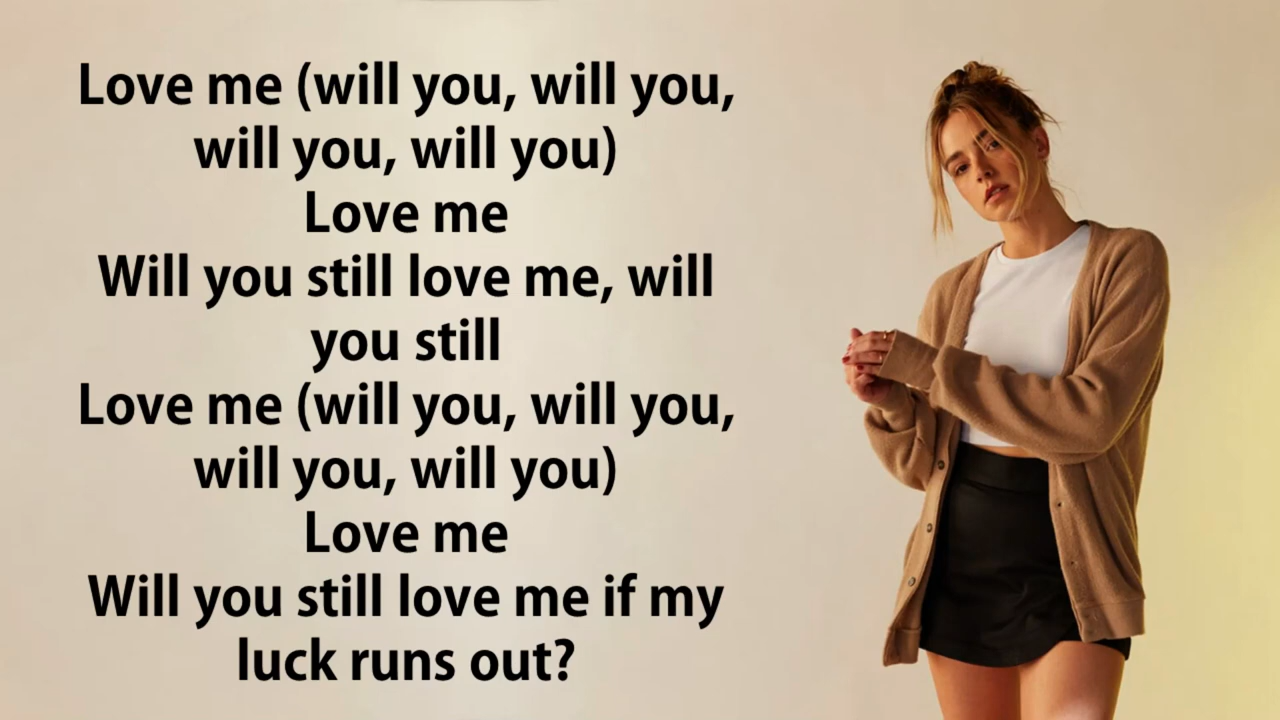 Love me (will you, will you,
will you, will you)
Love me
Will you still love me, will
you still
Love me (will you, will you,
will you, will you)
Love me
Will you still love me if my
luck runs out?